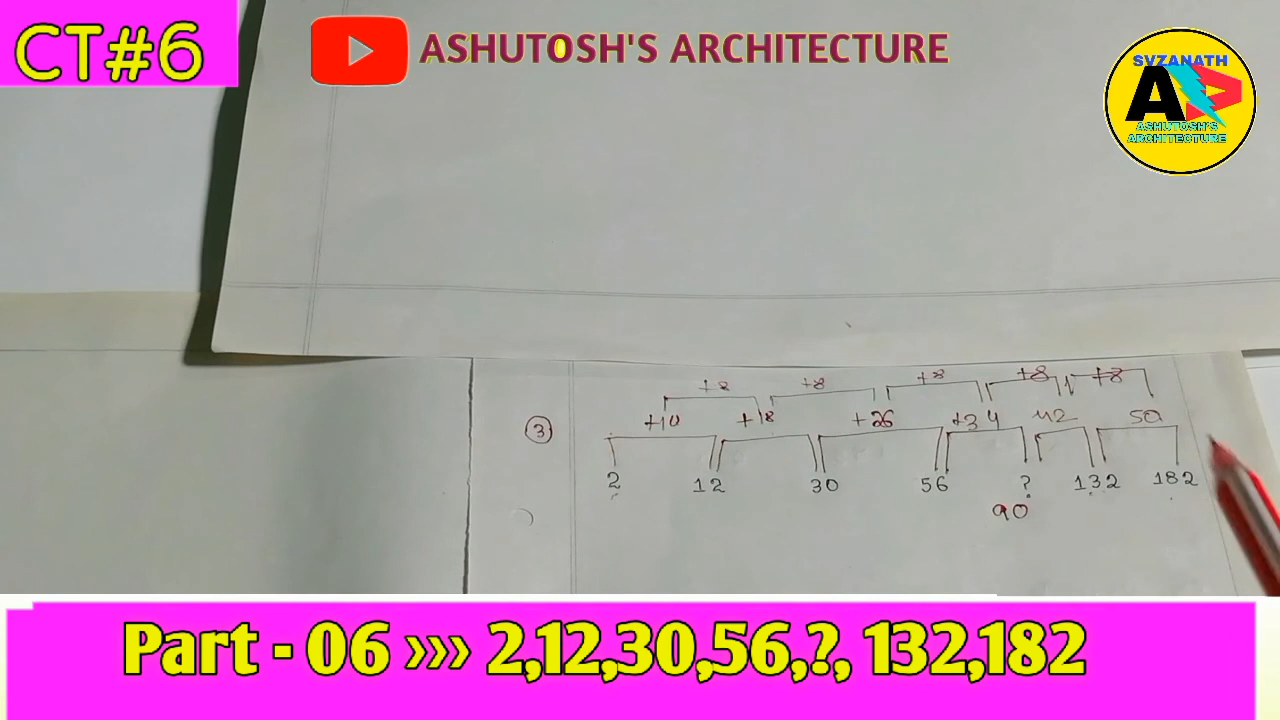 CT#6
ASHUTOSH'S ARCHITECTURE
SVZANATH
AA
ASHUTOSH'S
ARCHITECTURE
+8 +8 +8 +8 +8
3 +10 +18 +26 +34 42 50
2 12 30 56 ? 132 182
90
Part - 06 >>> 2,12,30,56,?, 132,182